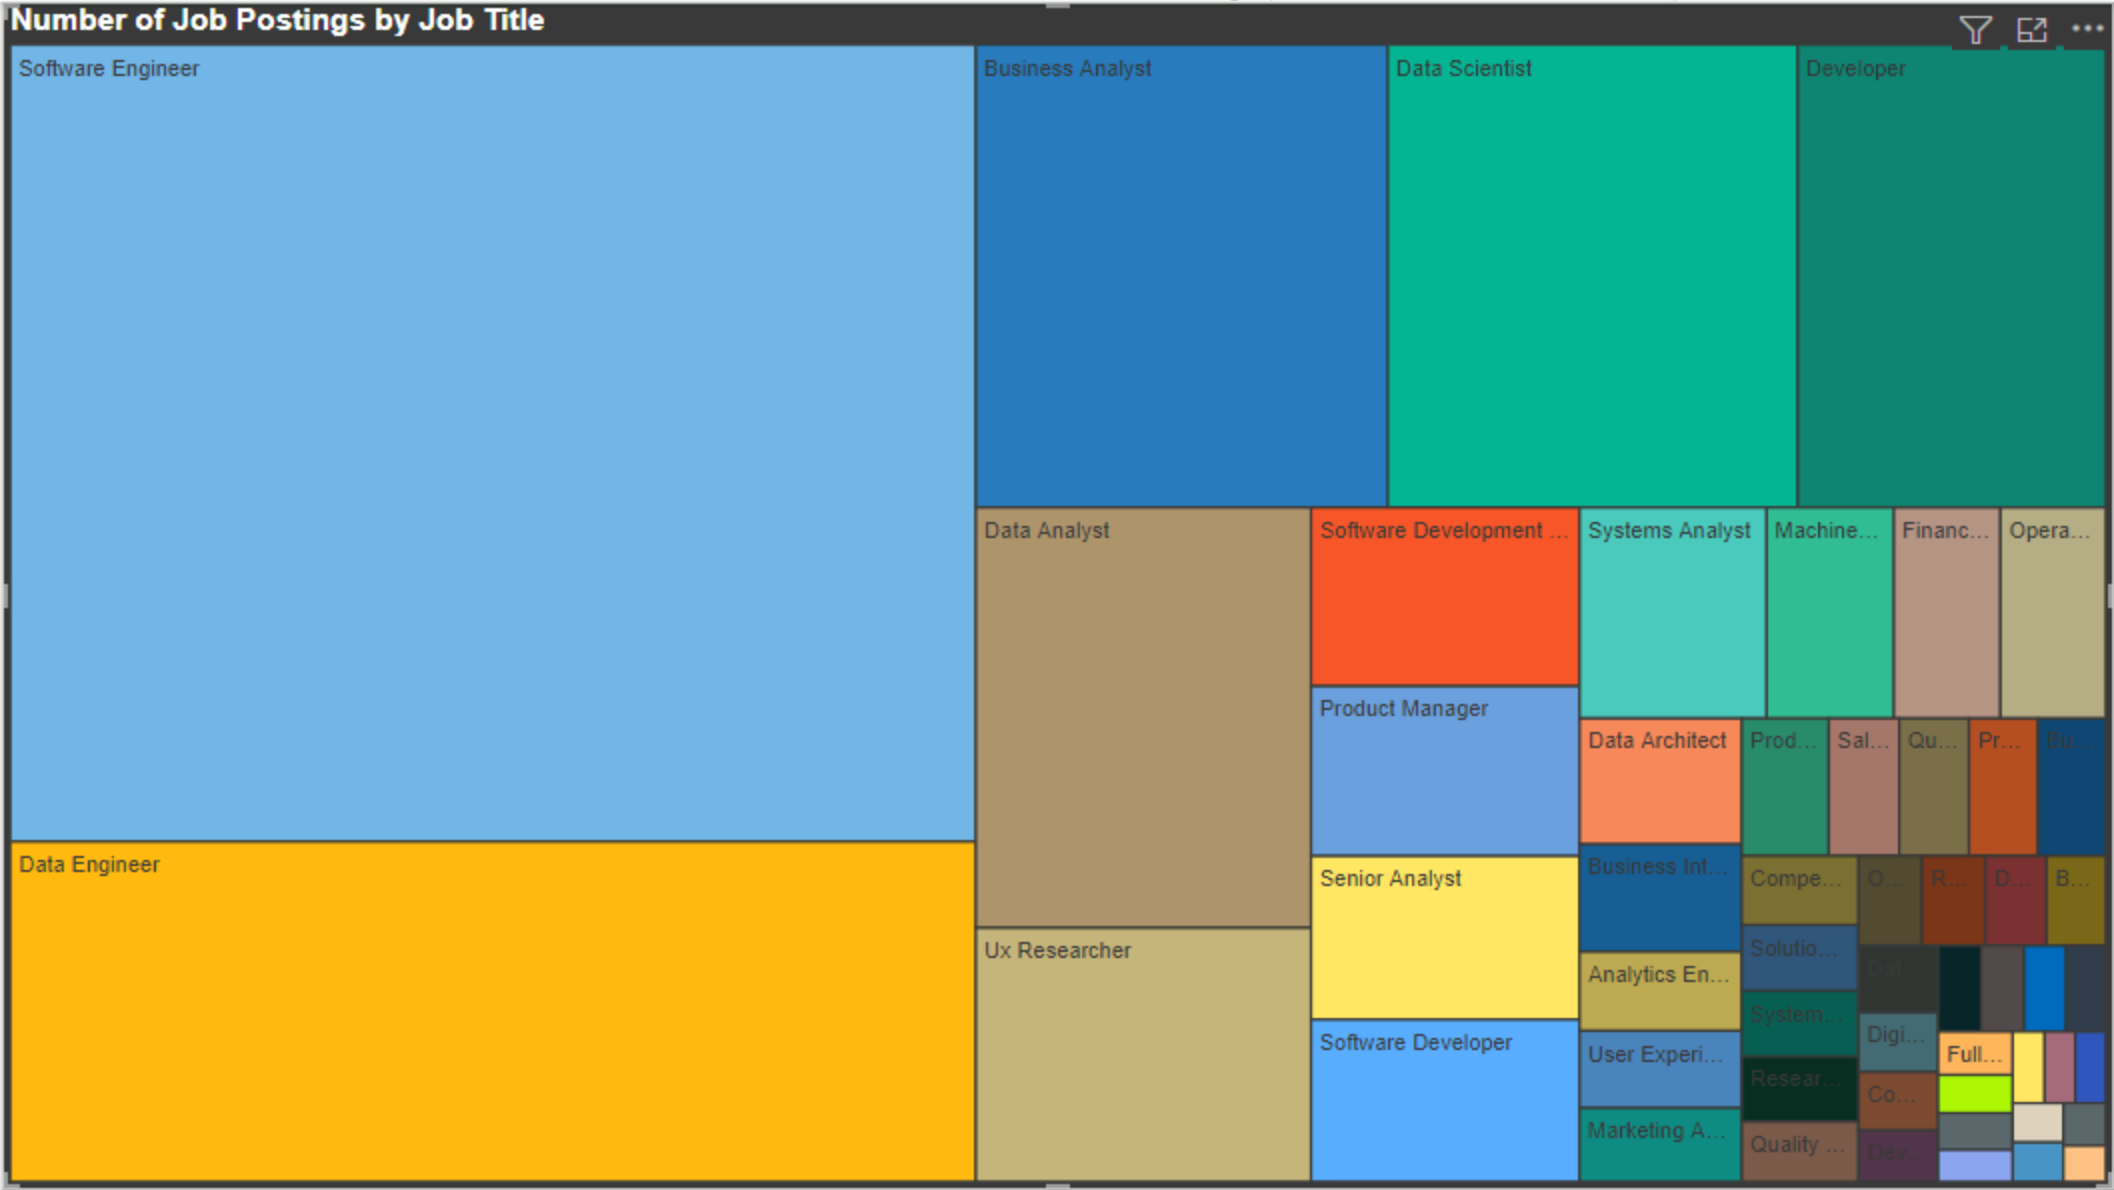 Number of Job Postings by Job Title
Software Engineer
Data Engineer
Business Analyst
Data Scientist
Developer
Data Analyst
Ux Researcher
Software Development ...
Product Manager
Senior Analyst
Software Developer
Systems Analyst
Machine...
Financ...
Opera...
Data Architect
Business Int...
Analytics En...
User Experi...
Marketing A...
Prod...
Sal...
Qu...
Pr...
Bu...
Compe...
Solutio...
System...
Resear...
Quality ...
O...
R...
D...
B...
Dat...
Digi...
Co...
Dev...
Full...